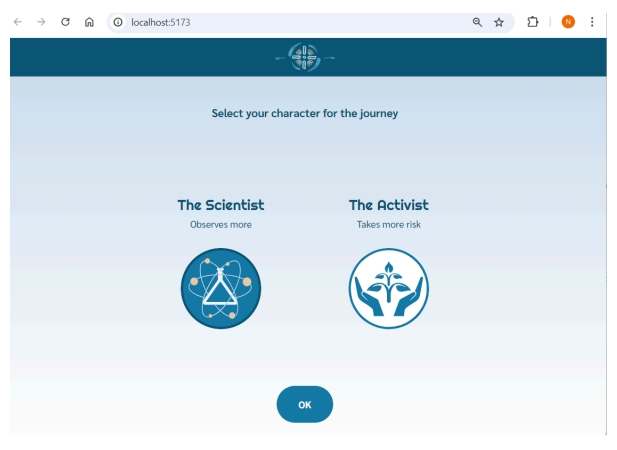 localhost:5173
N
Select your character for the journey
The Scientist
Observes more
The Activist
Takes more risk
OK